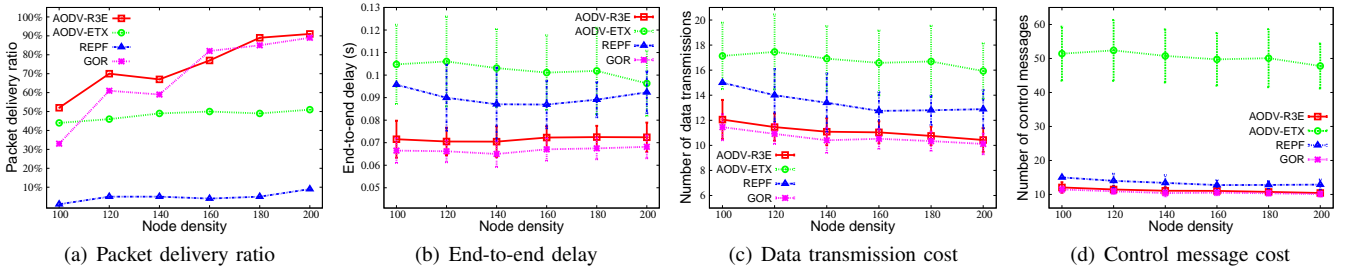 100%
90%
80%
70%
60%
50%
40%
30%
20%
10%
Packet delivery ratio
AODV-R3E
AODV-ETX
REPF
GOR
100 120 140 160 180 200
Node density
(a) Packet delivery ratio
0.13
0.12
0.11
0.1
0.09
0.08
0.07
0.06
0.05
End-to-end delay (s)
AODV-R3E
AODV-ETX
REPF
GOR
100 120 140 160 180 200
Node density
(b) End-to-end delay
20
18
16
14
12
10
8
6
Number of data transmissions
AODV-R3E
AODV-ETX
REPF
GOR
100 120 140 160 180 200
Node density
(c) Data transmission cost
60
50
40
30
20
10
Number of control messages
AODV-R3E
AODV-ETX
REPF
GOR
100 120 140 160 180 200
Node density
(d) Control message cost